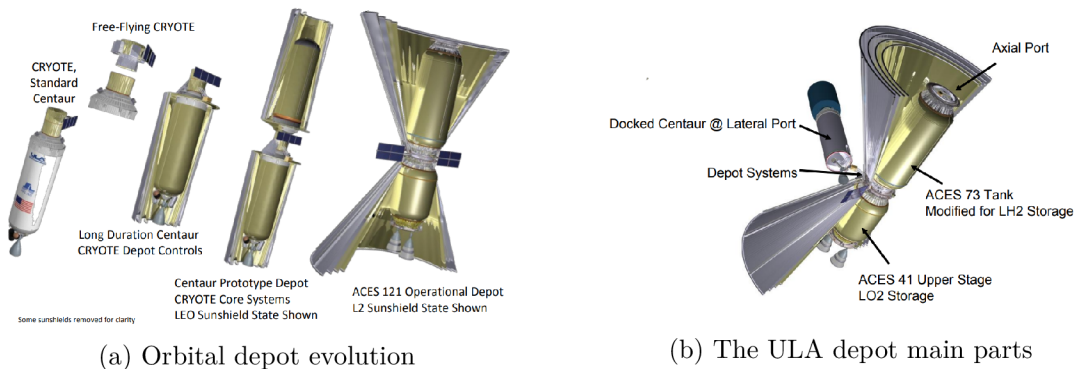 Free-Flying CRYOTE
CRYOTE,
Standard
Centaur
Long Duration Centaur
CRYOTE Depot Controls
Centaur Prototype Depot
CRYOTE Core Systems
LEO Sunshield State Shown
ACES 121 Operational Depot
L2 Sunshield State Shown
Some sunshields removed for clarity
(a) Orbital depot evolution
Axial Port
Docked Centaur @ Lateral Port
Depot Systems
ACES 73 Tank
Modified for LH2 Storage
ACES 41 Upper Stage
LO2 Storage
(b) The ULA depot main parts